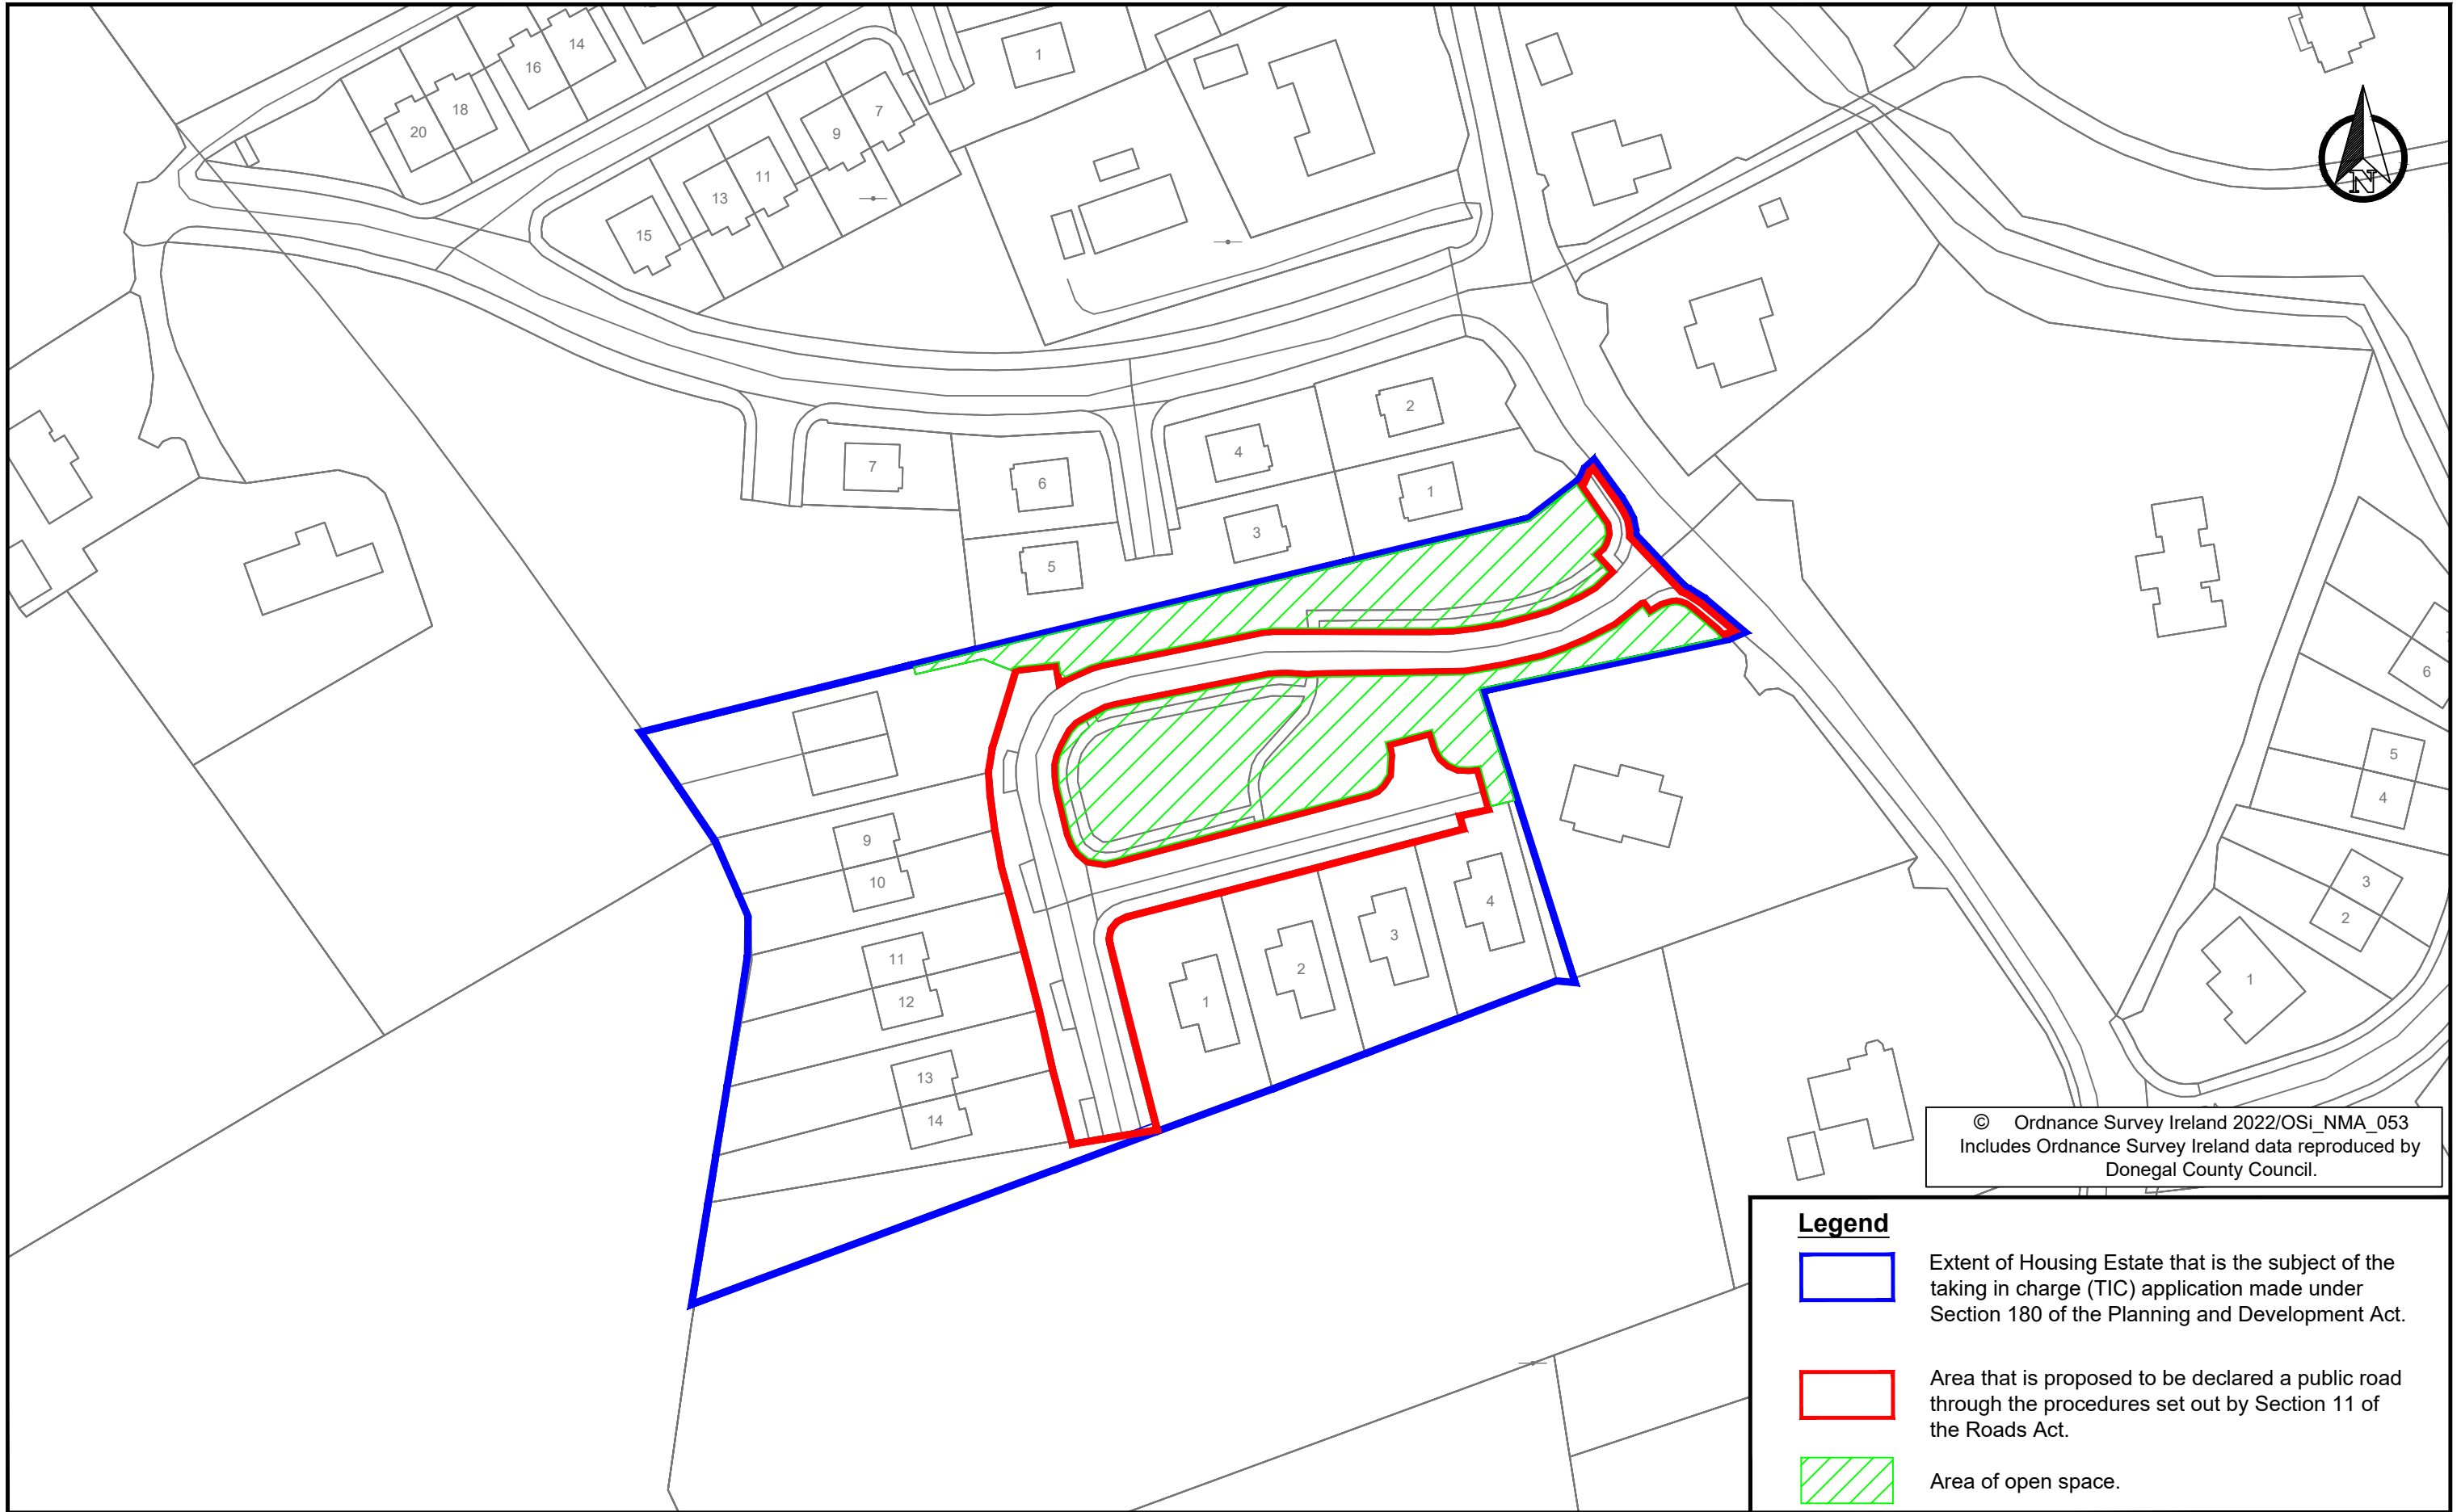 14
16
18
20
1
7
9
11
13
15
N
2
4
1
3
7
6
5
6
5
4
3
2
1
9
10
11
12
13
14
1
2
3
4
© Ordnance Survey Ireland 2022/OSi_NMA_053
Includes Ordnance Survey Ireland data reproduced by
Donegal County Council.
Legend
Extent of Housing Estate that is the subject of the
taking in charge (TIC) application made under
Section 180 of the Planning and Development Act.
Area that is proposed to be declared a public road
through the procedures set out by Section 11 of
the Roads Act.
Area of open space.